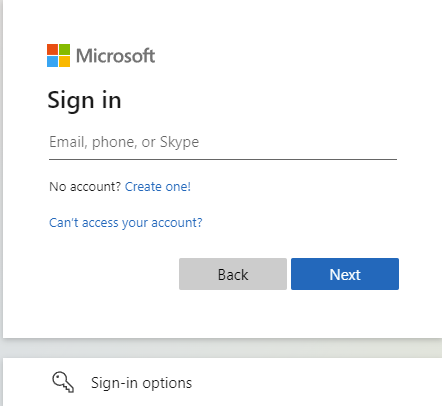 Microsoft
Sign in
Email, phone, or Skype
No account? Create one!
Can't access your account?
Back Next
Sign-in options